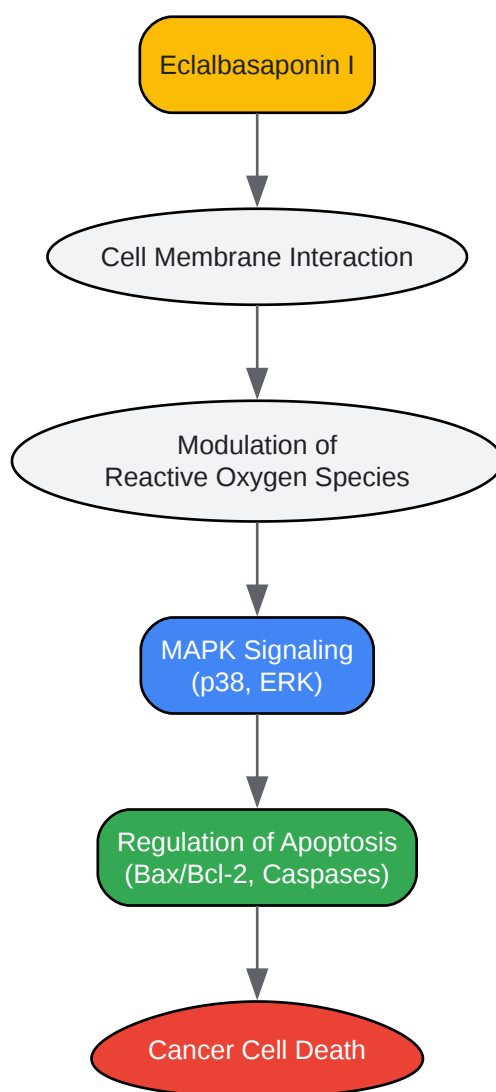 Eclalbasaponin I
Cell Membrane Interaction
Modulation of
Reactive Oxygen Species
MAPK Signaling
(p38, ERK)
Regulation of Apoptosis
(Bax/Bcl-2, Caspases)
Cancer Cell Death